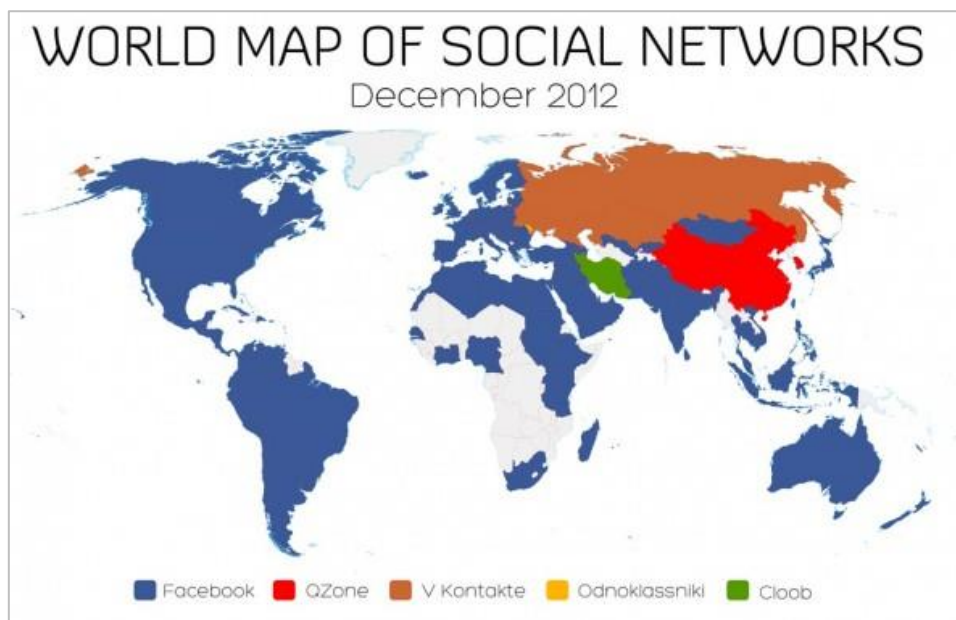 WORLD MAP OF SOCIAL NETWORKS
December 2012
Facebook QZone V Kontakte Odnoklassniki Cloob